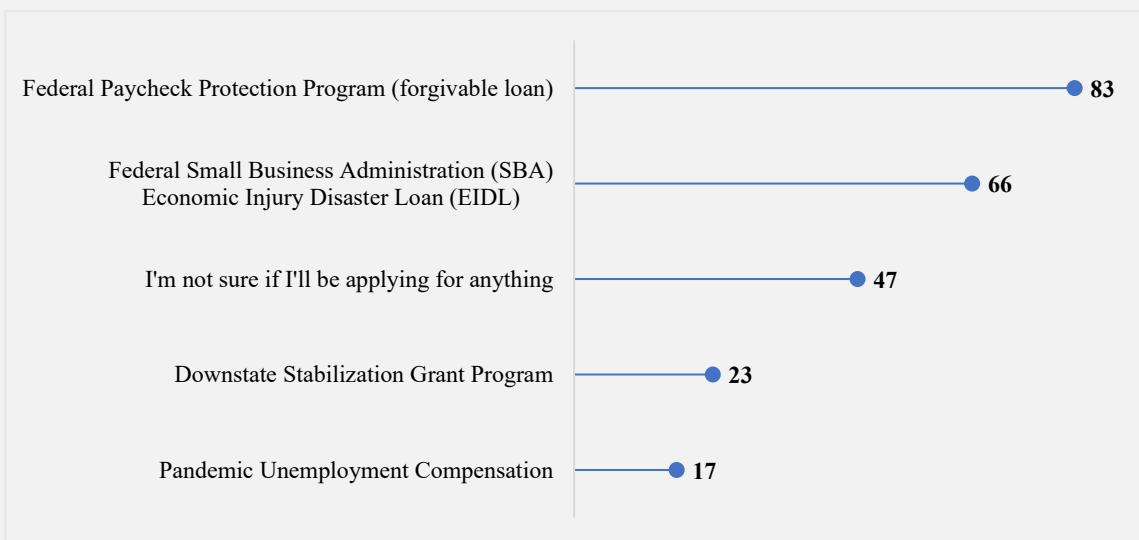 Federal Paycheck Protection Program (forgivable loan)
83
Federal Small Business Administration (SBA)
Economic Injury Disaster Loan (EIDL)
66
I'm not sure if I'll be applying for anything
47
Downstate Stabilization Grant Program
23
Pandemic Unemployment Compensation
17